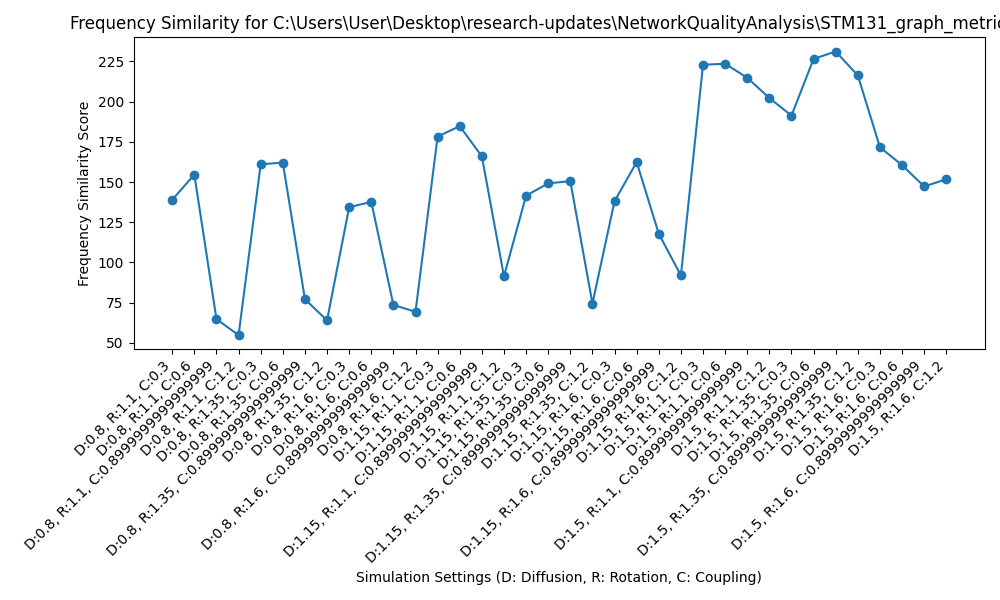 Frequency Similarity for C:\Users\User\Desktop\research-updates\NetworkQualityAnalysis\STM131_graph_metric
Frequency Similarity Score
225
200
175
150
125
100
75
50
D:0.8, R:1.1, C:0.3
D:0.8, R:1.1, C:0.6
D:0.8, R:1.1, C:0.8999999999999999
D:0.8, R:1.1, C:1.2
D:0.8, R:1.35, C:0.3
D:0.8, R:1.35, C:0.6
D:0.8, R:1.35, C:0.8999999999999999
D:0.8, R:1.35, C:1.2
D:0.8, R:1.6, C:0.3
D:0.8, R:1.6, C:0.6
D:0.8, R:1.6, C:0.8999999999999999
D:0.8, R:1.6, C:1.2
D:1.15, R:1.1, C:0.3
D:1.15, R:1.1, C:0.6
D:1.15, R:1.1, C:0.8999999999999999
D:1.15, R:1.1, C:1.2
D:1.15, R:1.35, C:0.3
D:1.15, R:1.35, C:0.6
D:1.15, R:1.35, C:0.8999999999999999
D:1.15, R:1.35, C:1.2
D:1.15, R:1.6, C:0.3
D:1.15, R:1.6, C:0.6
D:1.15, R:1.6, C:0.8999999999999999
D:1.15, R:1.6, C:1.2
D:1.5, R:1.1, C:0.3
D:1.5, R:1.1, C:0.6
D:1.5, R:1.1, C:0.8999999999999999
D:1.5, R:1.1, C:1.2
D:1.5, R:1.35, C:0.3
D:1.5, R:1.35, C:0.6
D:1.5, R:1.35, C:0.8999999999999999
D:1.5, R:1.35, C:1.2
D:1.5, R:1.6, C:0.3
D:1.5, R:1.6, C:0.6
D:1.5, R:1.6, C:0.8999999999999999
D:1.5, R:1.6, C:1.2
Simulation Settings (D: Diffusion, R: Rotation, C: Coupling)